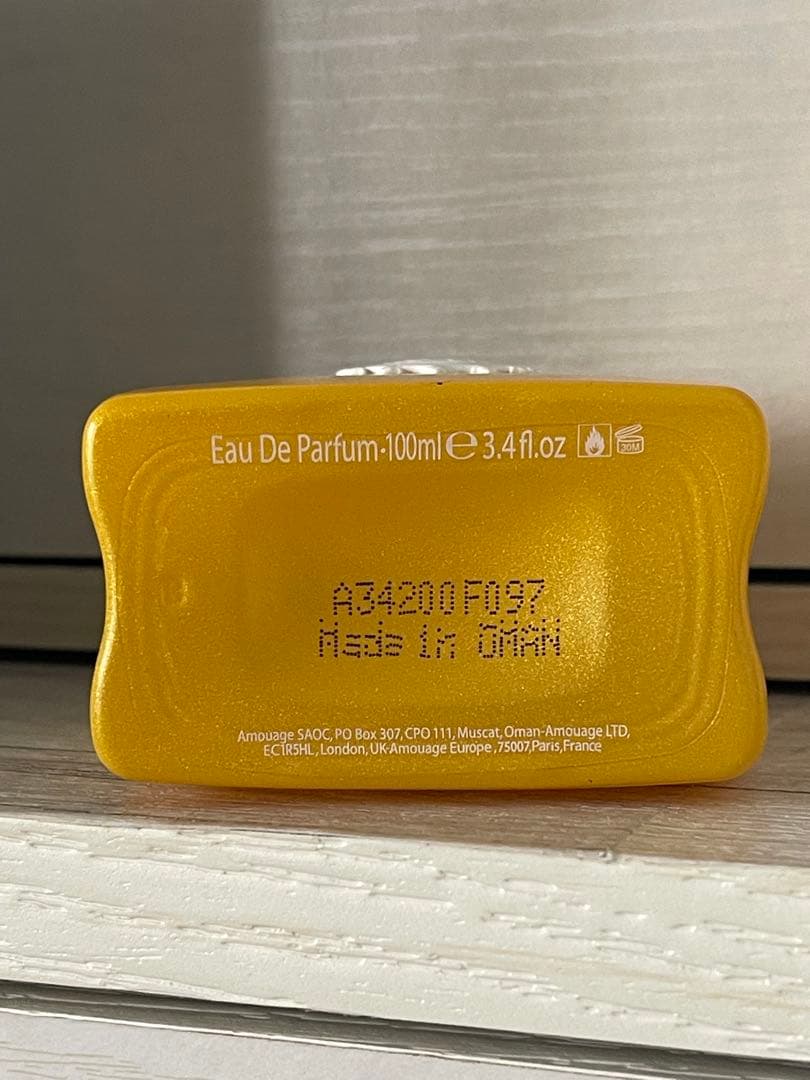 Eau De Parfum·100ml℮3.4fl.oz
30M
A34200F097
Made in OMAN
Amouage SAOC, PO Box 307, CPO 111, Muscat, Oman-Amouage LTD,
EC1R5HL, London, UK-Amouage Europe ,75007,Paris, France